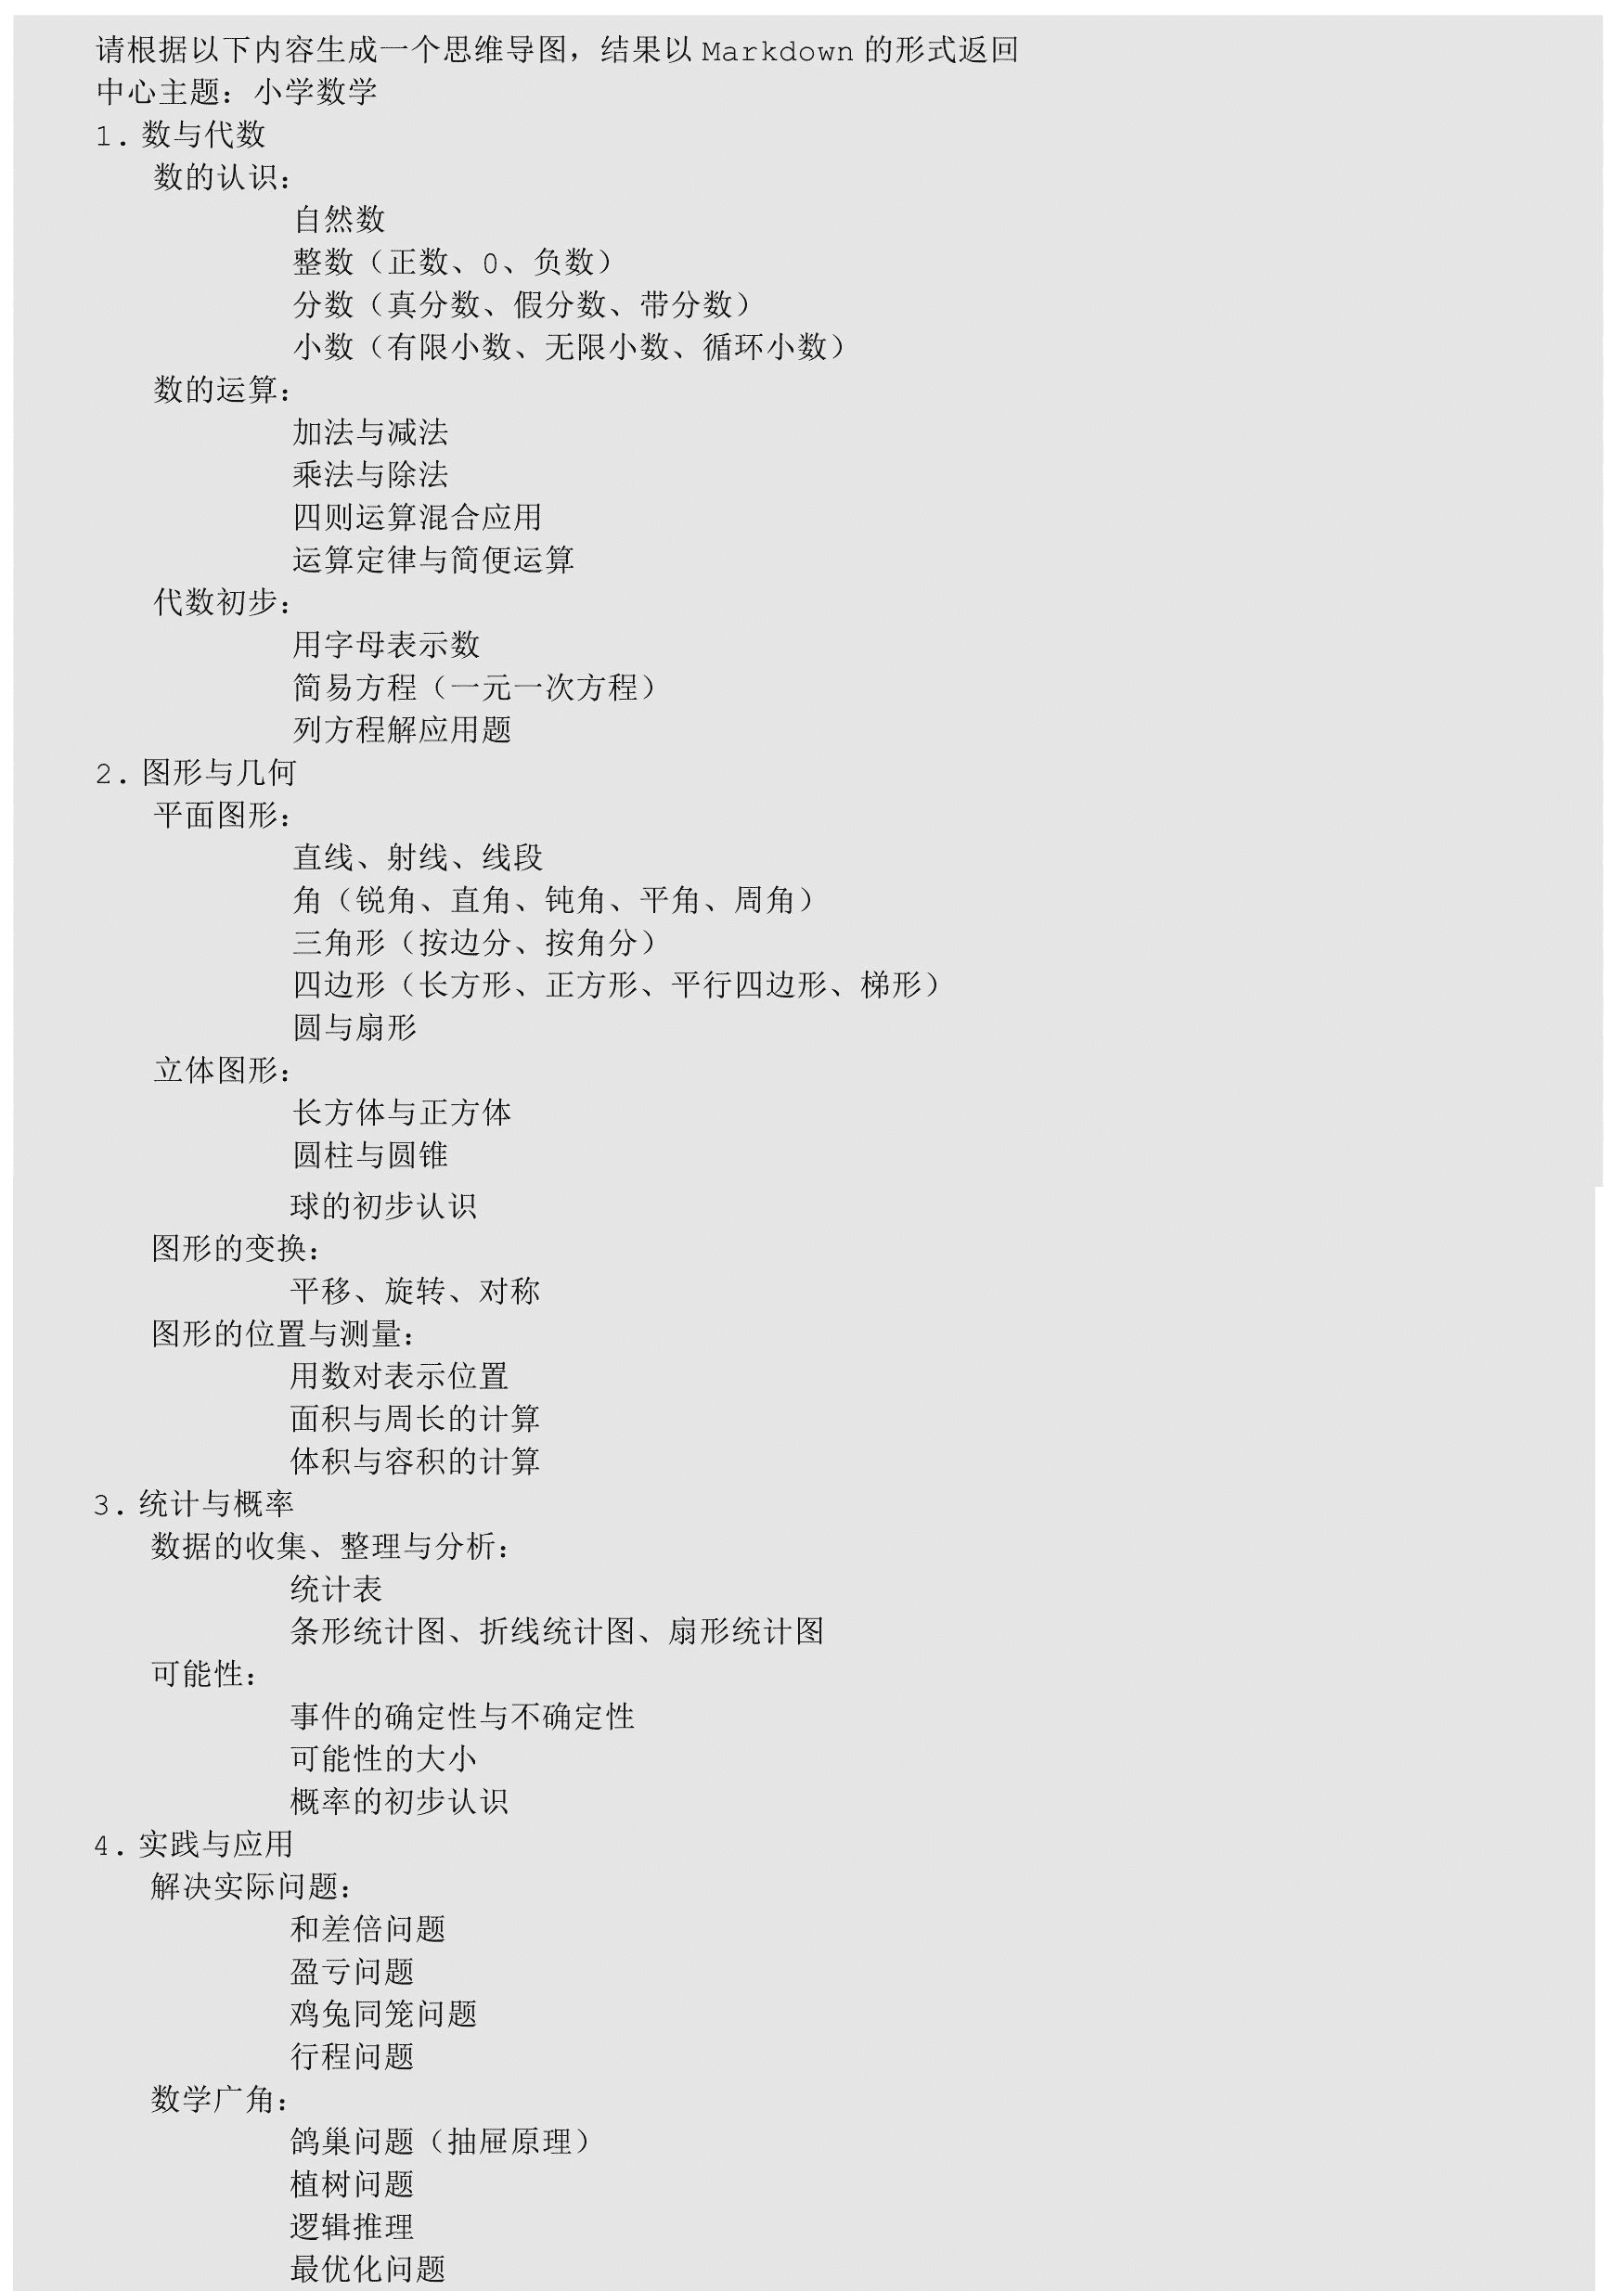 请根据以下内容生成一个思维导图，结果以 Markdown 的形式返回
中心主题：小学数学
1. 数与代数
数的认识：
自然数
整数（正数、0、负数）
分数（真分数、假分数、带分数）
小数（有限小数、无限小数、循环小数）
数的运算：
加法与减法
乘法与除法
四则运算混合应用
运算定律与简便运算
代数初步：
用字母表示数
简易方程（一元一次方程）
列方程解应用题
2. 图形与几何
平面图形：
直线、射线、线段
角（锐角、直角、钝角、平角、周角）
三角形（按边分、按角分）
四边形（长方形、正方形、平行四边形、梯形）
圆与扇形
立体图形：
长方体与正方体
圆柱与圆锥
球的初步认识
图形的变换：
平移、旋转、对称
图形的位置与测量：
用数对表示位置
面积与周长的计算
体积与容积的计算
3. 统计与概率
数据的收集、整理与分析：
统计表
条形统计图、折线统计图、扇形统计图
可能性：
事件的确定性与不确定性
可能性的大小
概率的初步认识
4. 实践与应用
解决实际问题：
和差倍问题
盈亏问题
鸡兔同笼问题
行程问题
数学广角：
鸽巢问题（抽屉原理）
植树问题
逻辑推理
最优化问题